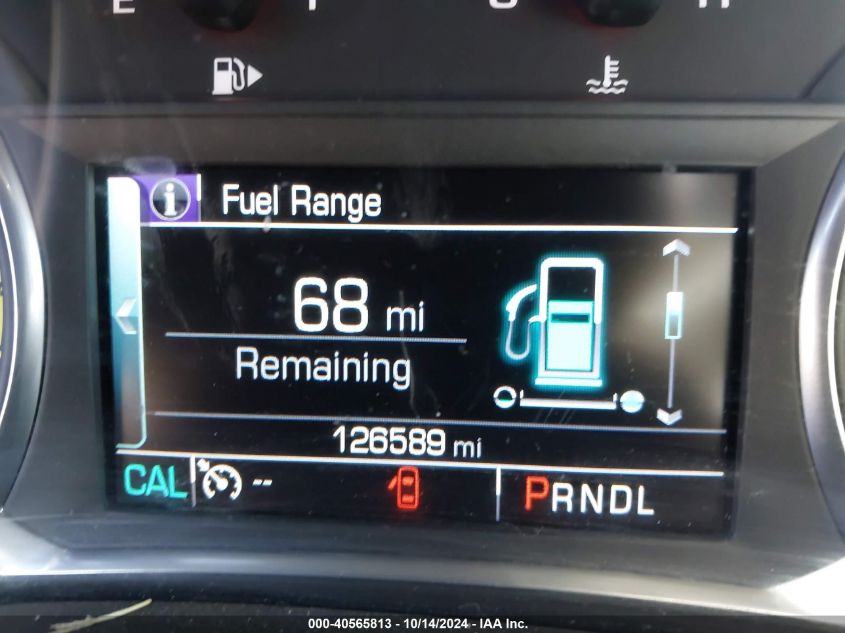 E
Fuel Range
68 mi
Remaining
126589 mi
CAL -- PRNDL
000-40565813 - 10/14/2024 - IAA Inc.